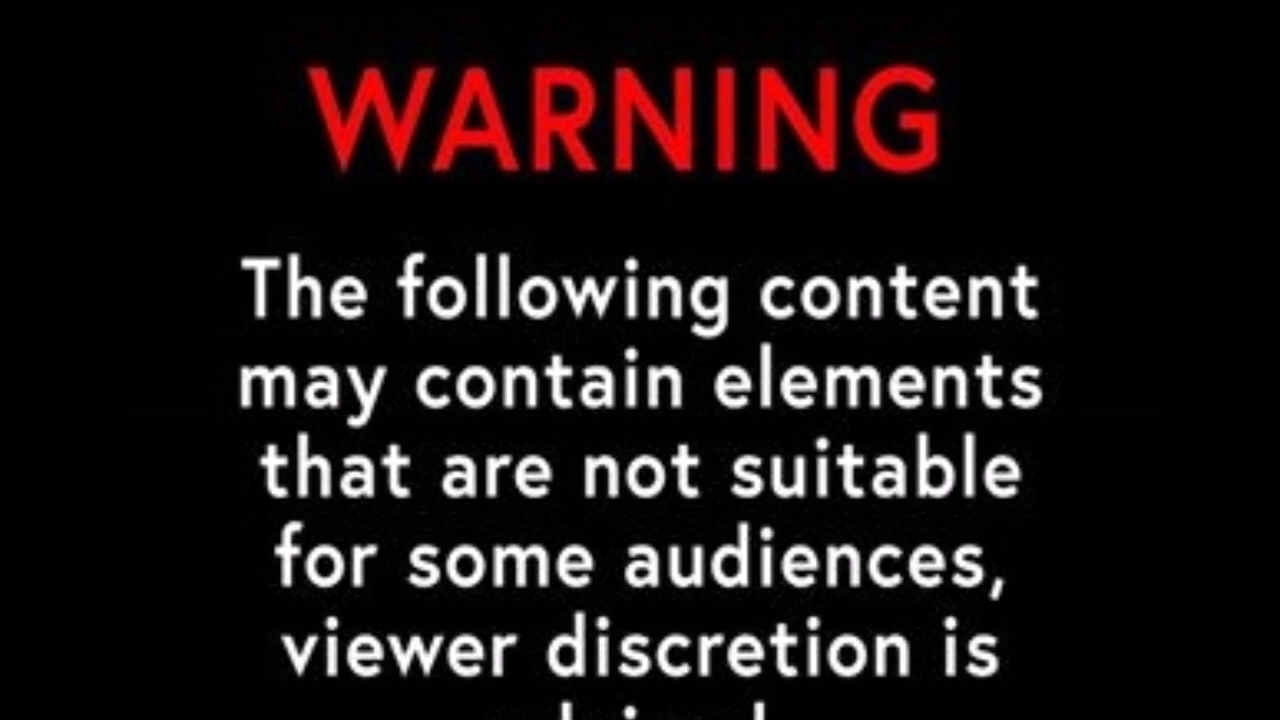 WARNING
The following content
may contain elements
that are not suitable
for some audiences,
viewer discretion is